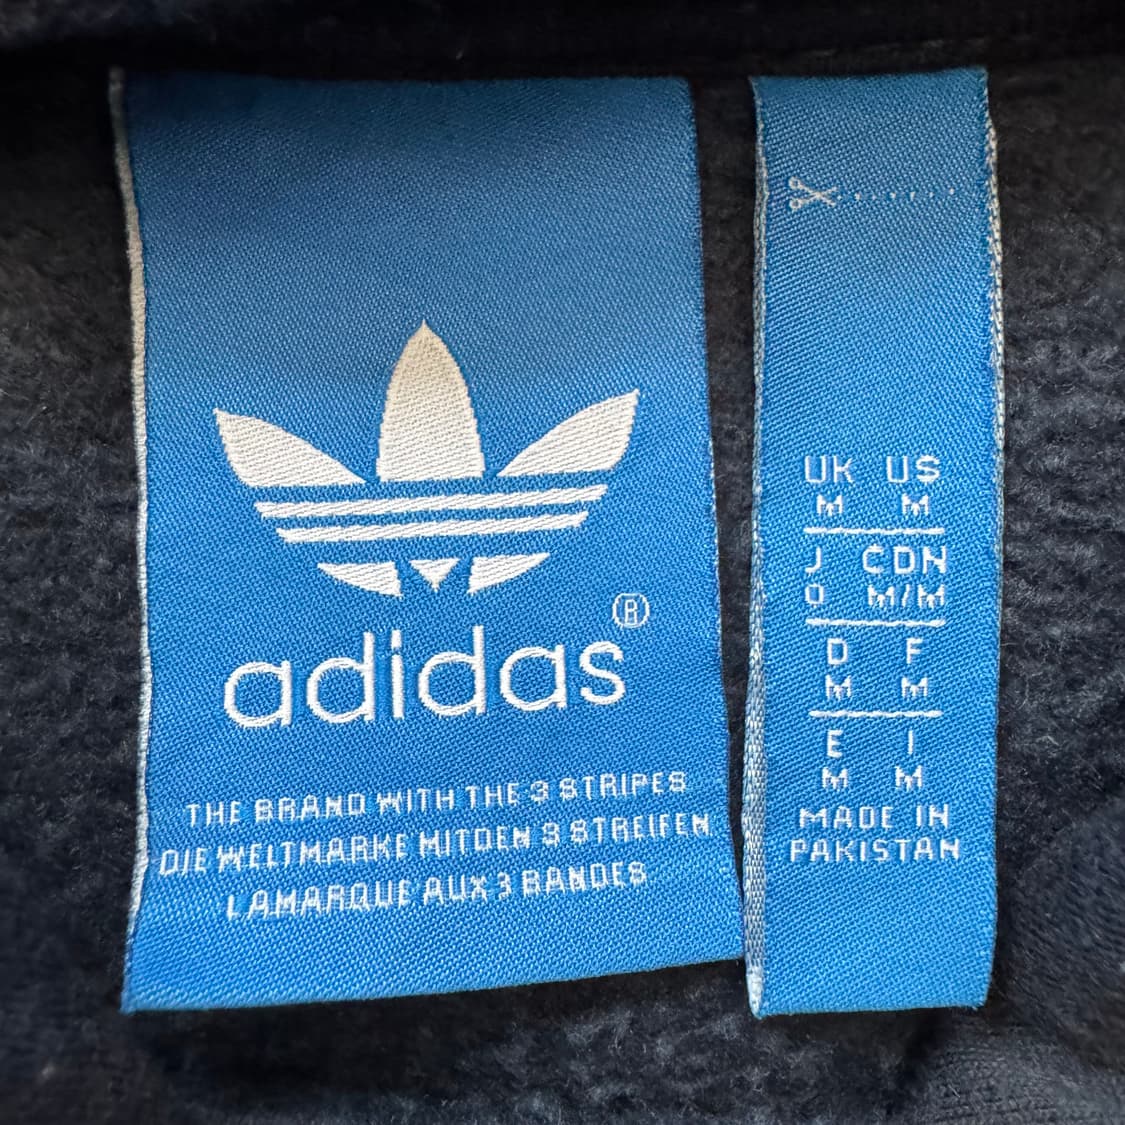 adidas®
THE BRAND WITH THE 3 STRIPES
DIE WELTMARKE MIT DEN 3 STREIFEN
LA MARQUE AUX 3 BANDES
UK US
M M
J CDN
O M/M
D F
M M
E I
M M
MADE IN
PAKISTAN